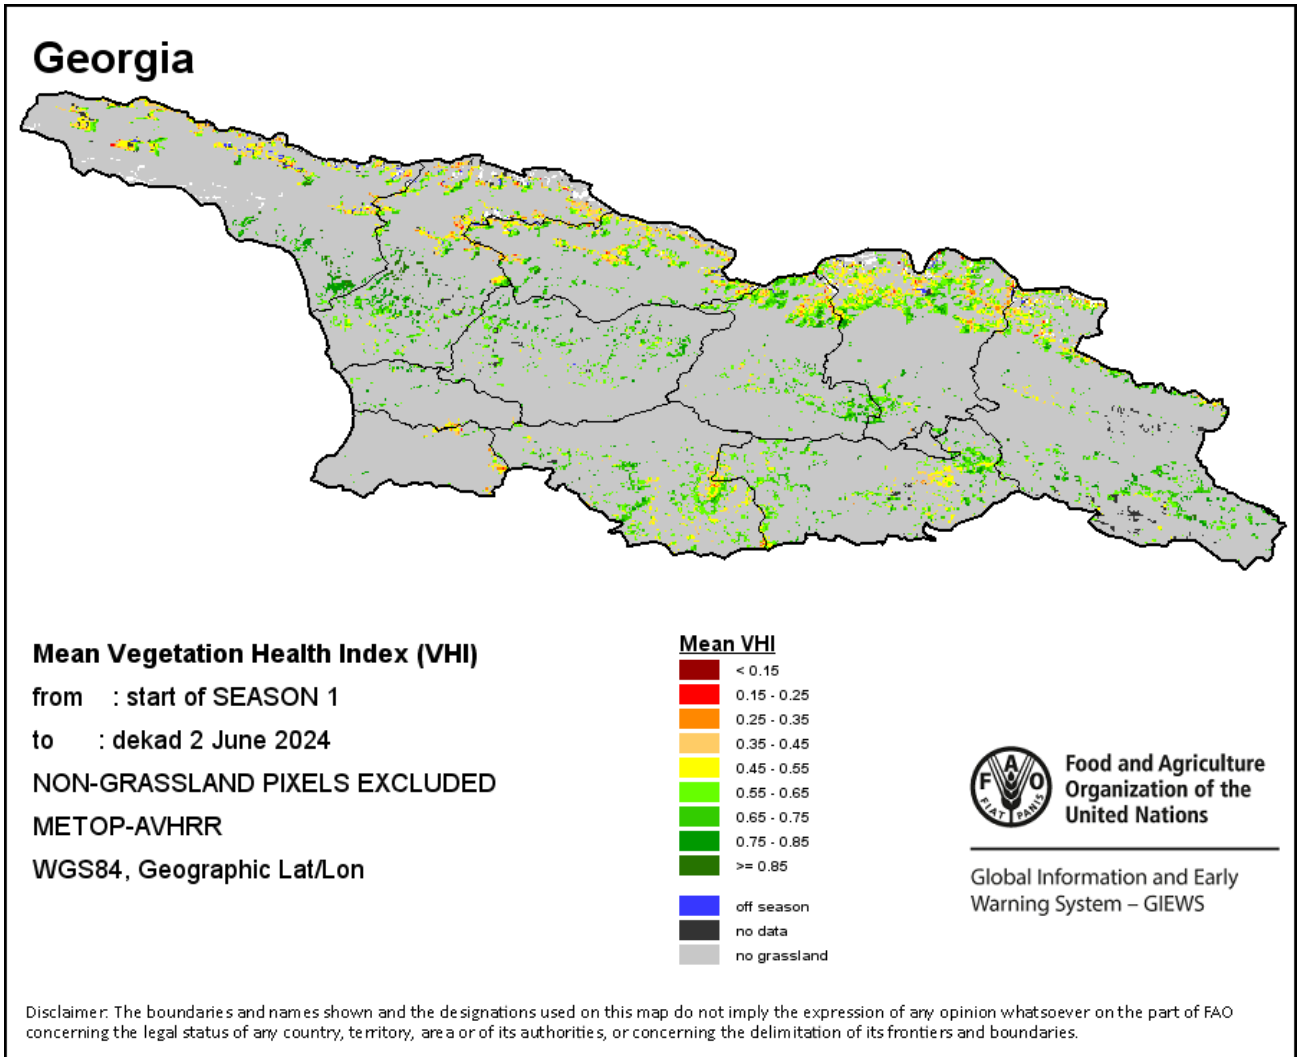 Georgia
Mean Vegetation Health Index (VHI)
from : start of SEASON 1
to : dekad 2 June 2024
NON-GRASSLAND PIXELS EXCLUDED
METOP-AVHRR
WGS84, Geographic Lat/Lon
Mean VHI
< 0.15
0.15 - 0.25
0.25 - 0.35
0.35 - 0.45
0.45 - 0.55
0.55 - 0.65
0.65 - 0.75
0.75 - 0.85
>= 0.85
off season
no data
no grassland
F A O
FIAT PANIS
Food and Agriculture
Organization of the
United Nations
Global Information and Early
Warning System – GIEWS
Disclaimer: The boundaries and names shown and the designations used on this map do not imply the expression of any opinion whatsoever on the part of FAO
concerning the legal status of any country, territory, area or of its authorities, or concerning the delimitation of its frontiers and boundaries.